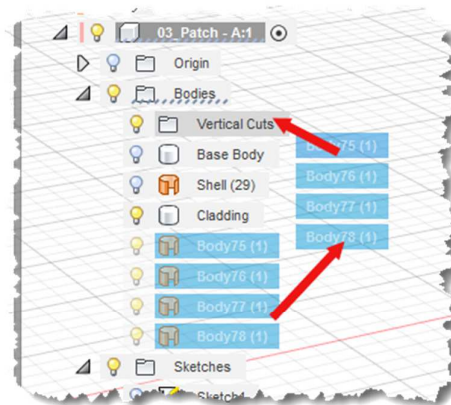 03_Patch - A:1
Origin
Bodies
Vertical Cuts
Body75 (1)
Base Body
Body76 (1)
Shell (29)
Body77 (1)
Cladding
Body78 (1)
Body75 (1)
Body76 (1)
Body77 (1)
Body78 (1)
Sketches
Sketch1